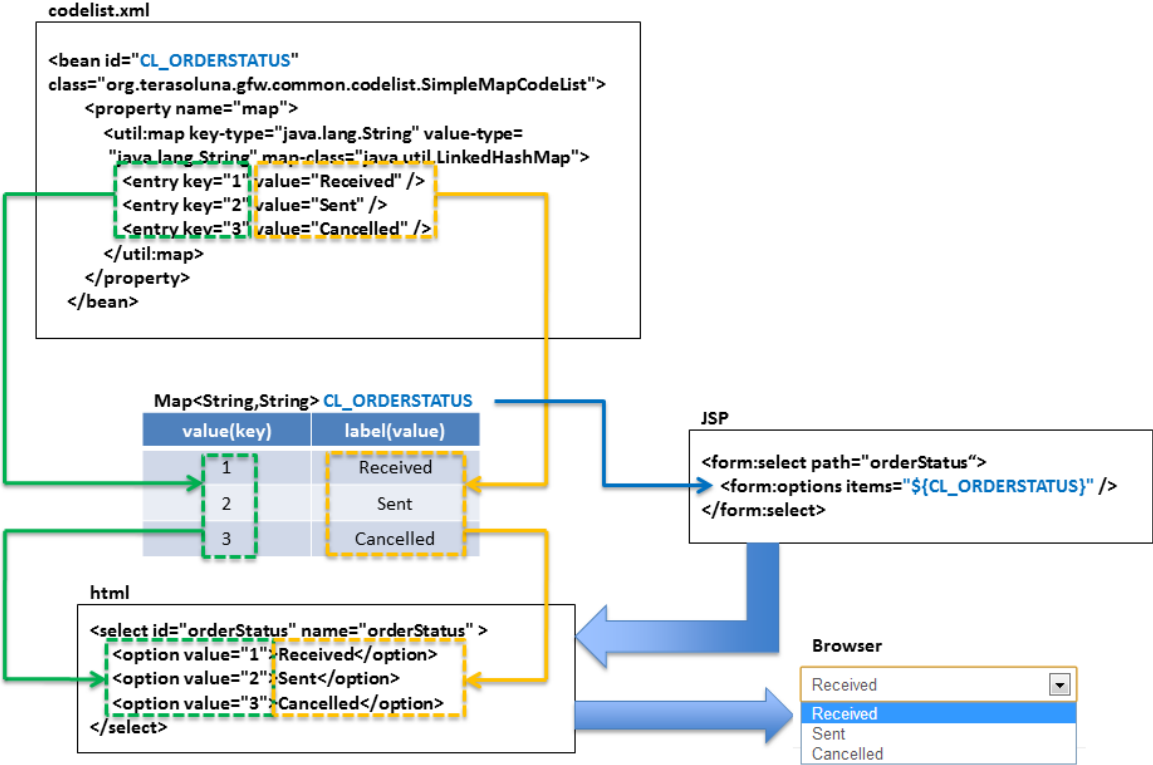 codelist.xml
<bean id="CL_ORDERSTATUS"
class="org.terasoluna.gfw.common.codelist.SimpleMapCodeList">
<property name="map">
<util:map key-type="java.lang.String" value-type=
"java.lang.String" map-class="java.util.LinkedHashMap">
<entry key="1" value="Received" />
<entry key="2" value="Sent" />
<entry key="3" value="Cancelled" />
</util:map>
</property>
</bean>
Map<String,String> CL_ORDERSTATUS
value(key) label(value)
1 Received
2 Sent
3 Cancelled
JSP
<form:select path="orderStatus“>
<form:options items="${CL_ORDERSTATUS}" />
</form:select>
html
<select id="orderStatus" name="orderStatus" >
<option value="1">Received</option>
<option value="2">Sent</option>
<option value="3">Cancelled</option>
</select>
Browser
Received
Received
Sent
Cancelled